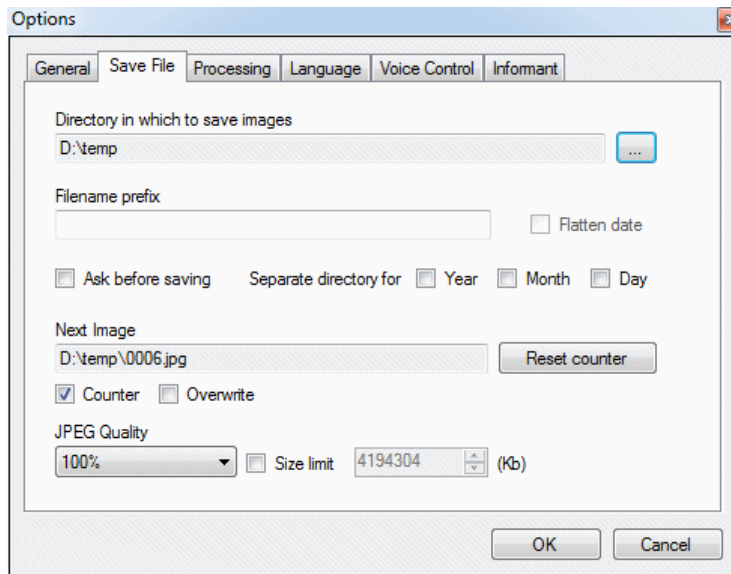 Options
General Save File Processing Language Voice Control Informant
Directory in which to save images
D:\temp ...
Filename prefix
Flatten date
Ask before saving Separate directory for Year Month Day
Next Image
D:\temp\0006.jpg Reset counter
Counter Overwrite
JPEG Quality
100% Size limit 4194304 (Kb)
OK Cancel